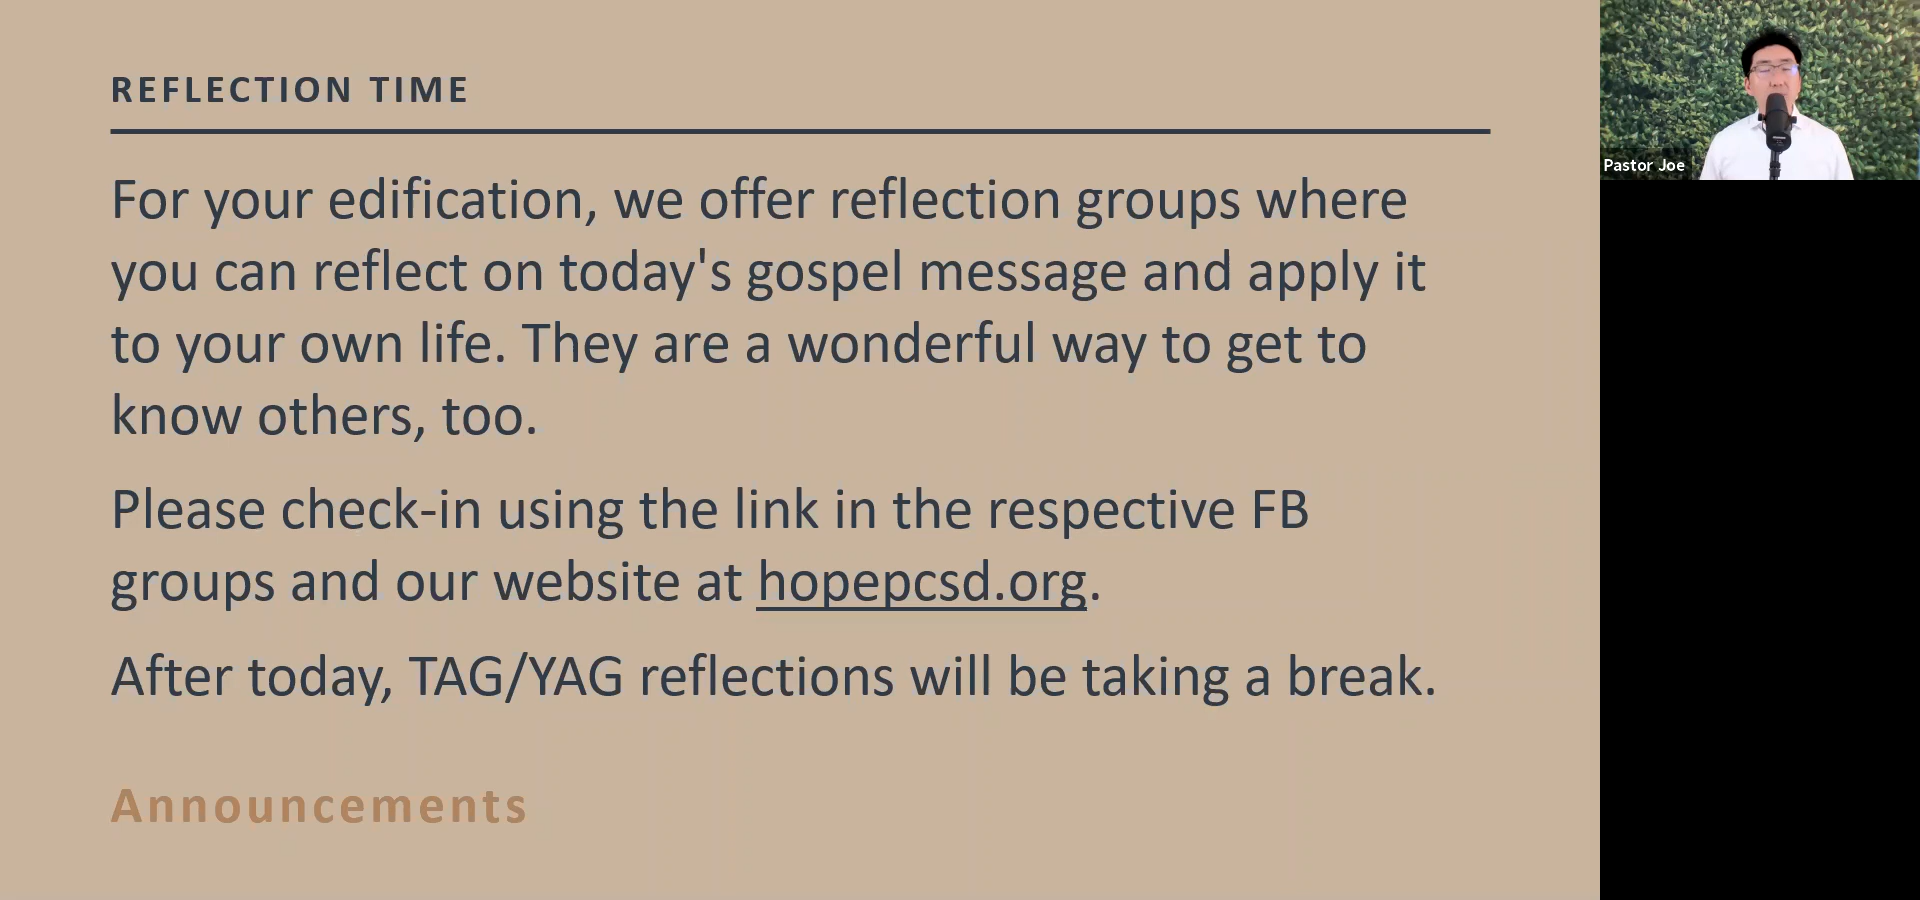 REFLECTION TIME
For your edification, we offer reflection groups where
you can reflect on today's gospel message and apply it
to your own life. They are a wonderful way to get to
know others, too.
Please check-in using the link in the respective FB
groups and our website at hopepcsd.org.
After today, TAG/YAG reflections will be taking a break.
Announcements
Pastor Joe